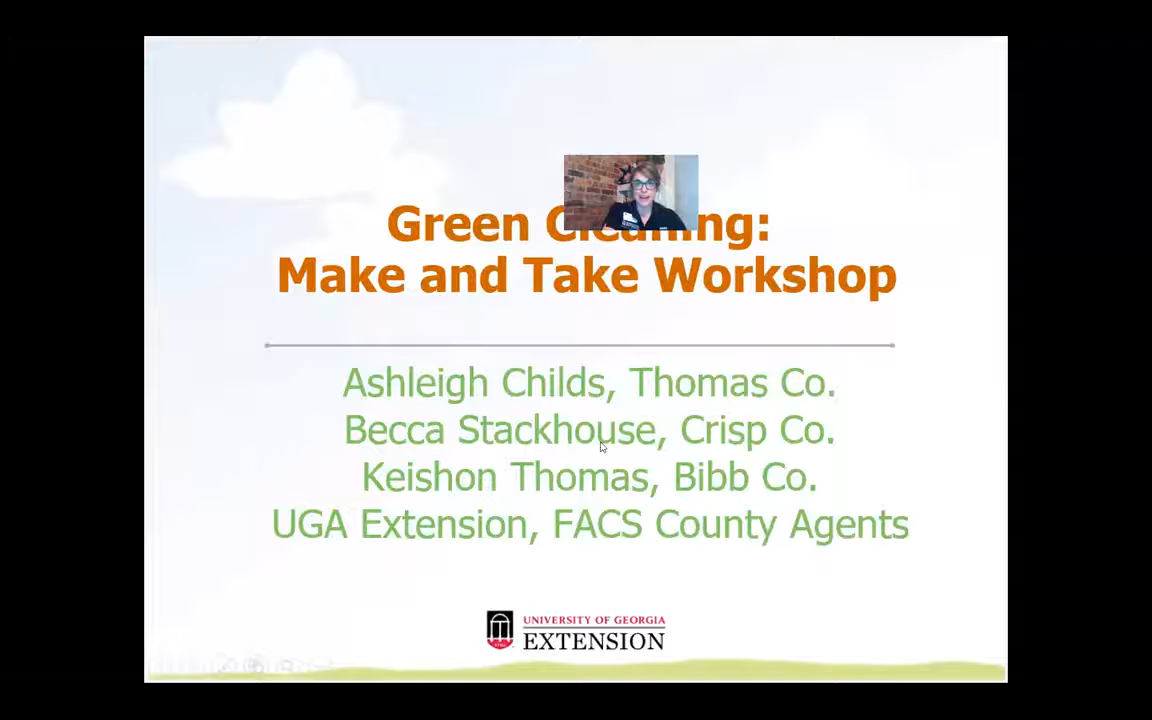 Green Cleaning:
Make and Take Workshop
Ashleigh Childs, Thomas Co.
Becca Stackhouse, Crisp Co.
Keishon Thomas, Bibb Co.
UGA Extension, FACS County Agents
UNIVERSITY OF GEORGIA
EXTENSION